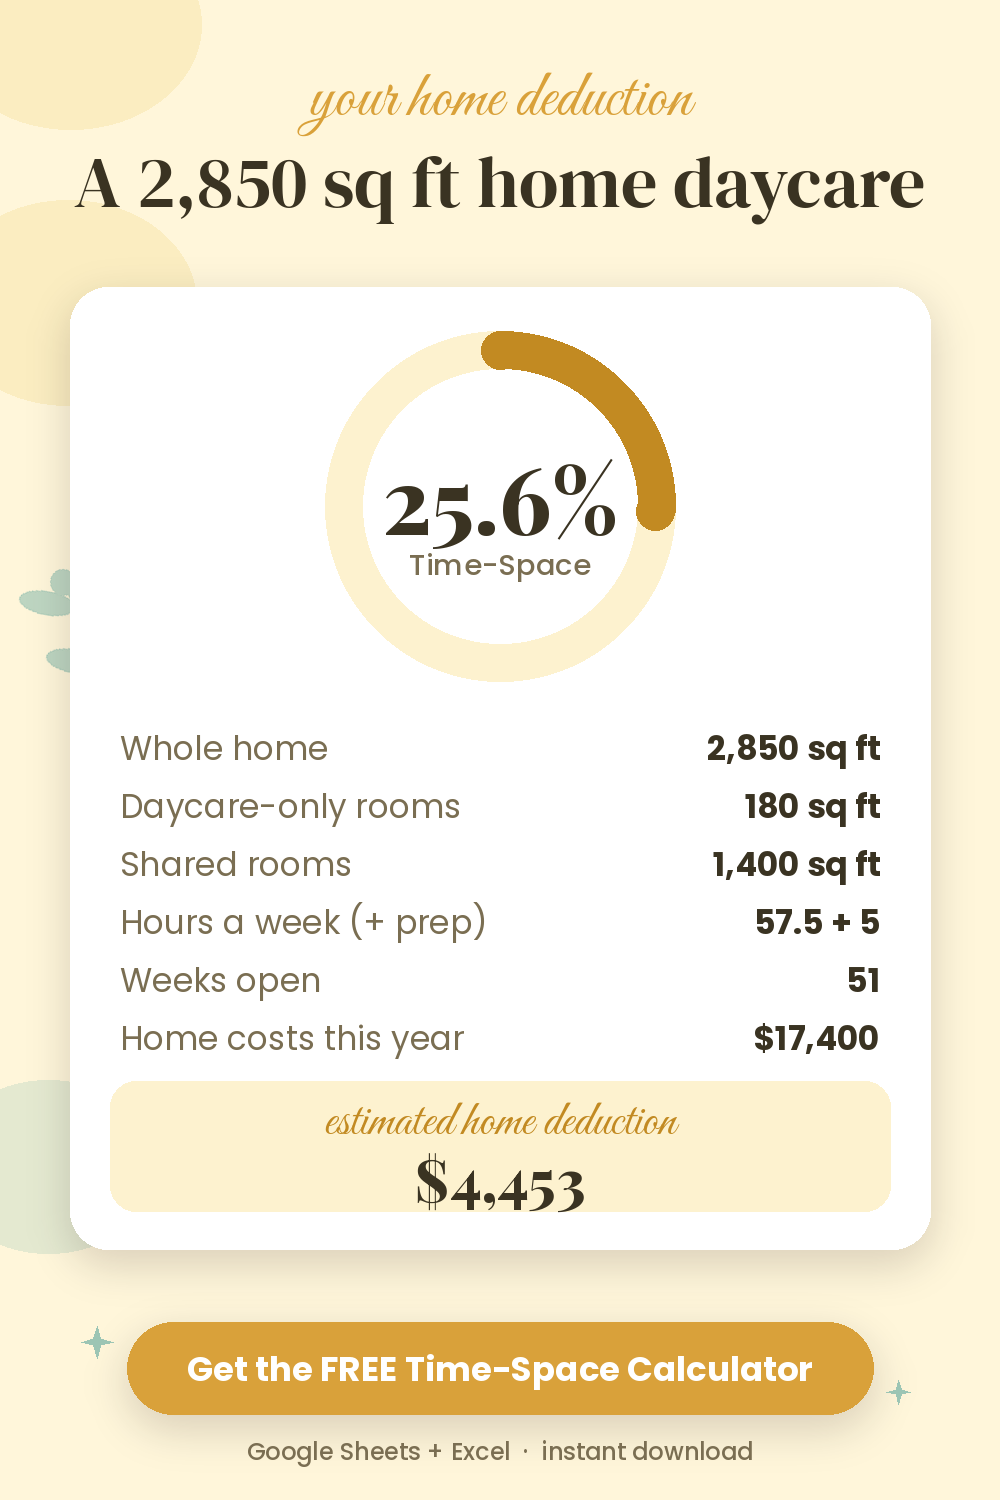 your home deduction
A 2,850 sq ft home daycare
25.6%
Time-Space
Whole home 2,850 sq ft
Daycare-only rooms 180 sq ft
Shared rooms 1,400 sq ft
Hours a week (+ prep) 57.5 + 5
Weeks open 51
Home costs this year $17,400
estimated home deduction
$4,453
Get the FREE Time-Space Calculator
Google Sheets + Excel · instant download